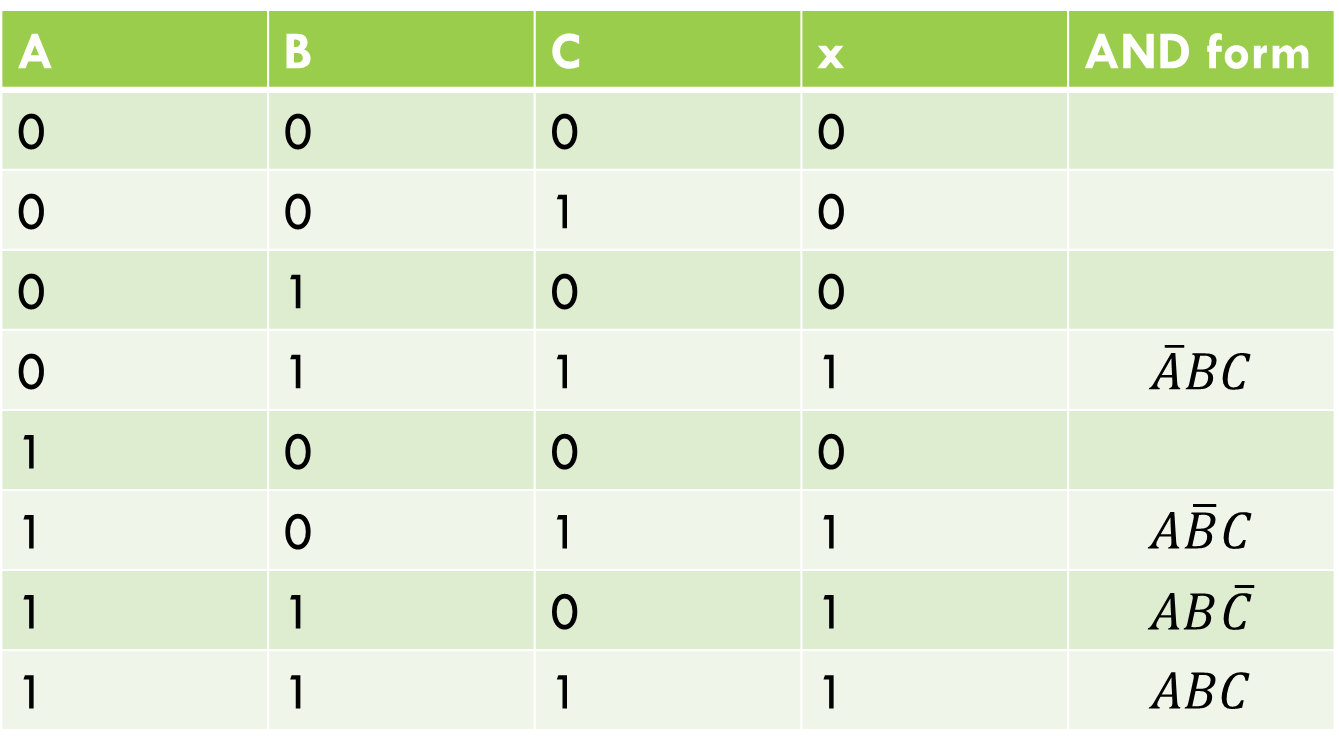 A B C x AND form
0 0 0 0
0 0 1 0
0 1 0 0
0 1 1 1 A̅BC
1 0 0 0
1 0 1 1 AB̅C
1 1 0 1 ABC̅
1 1 1 1 ABC